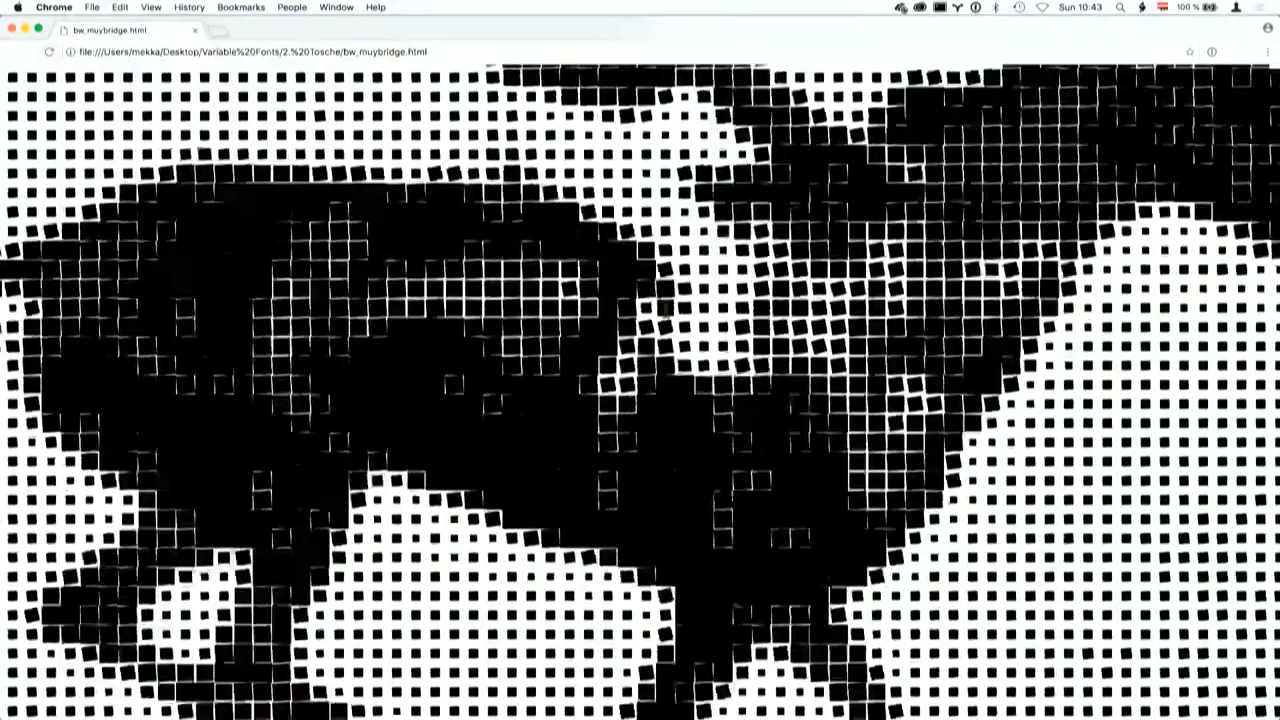 Chrome File Edit View History Bookmarks People Window Help Sun 10:43 100 %
bw_muybridge.html
file:///Users/mekka/Desktop/Variable%20Fonts/2.%20Tosche/bw_muybridge.html